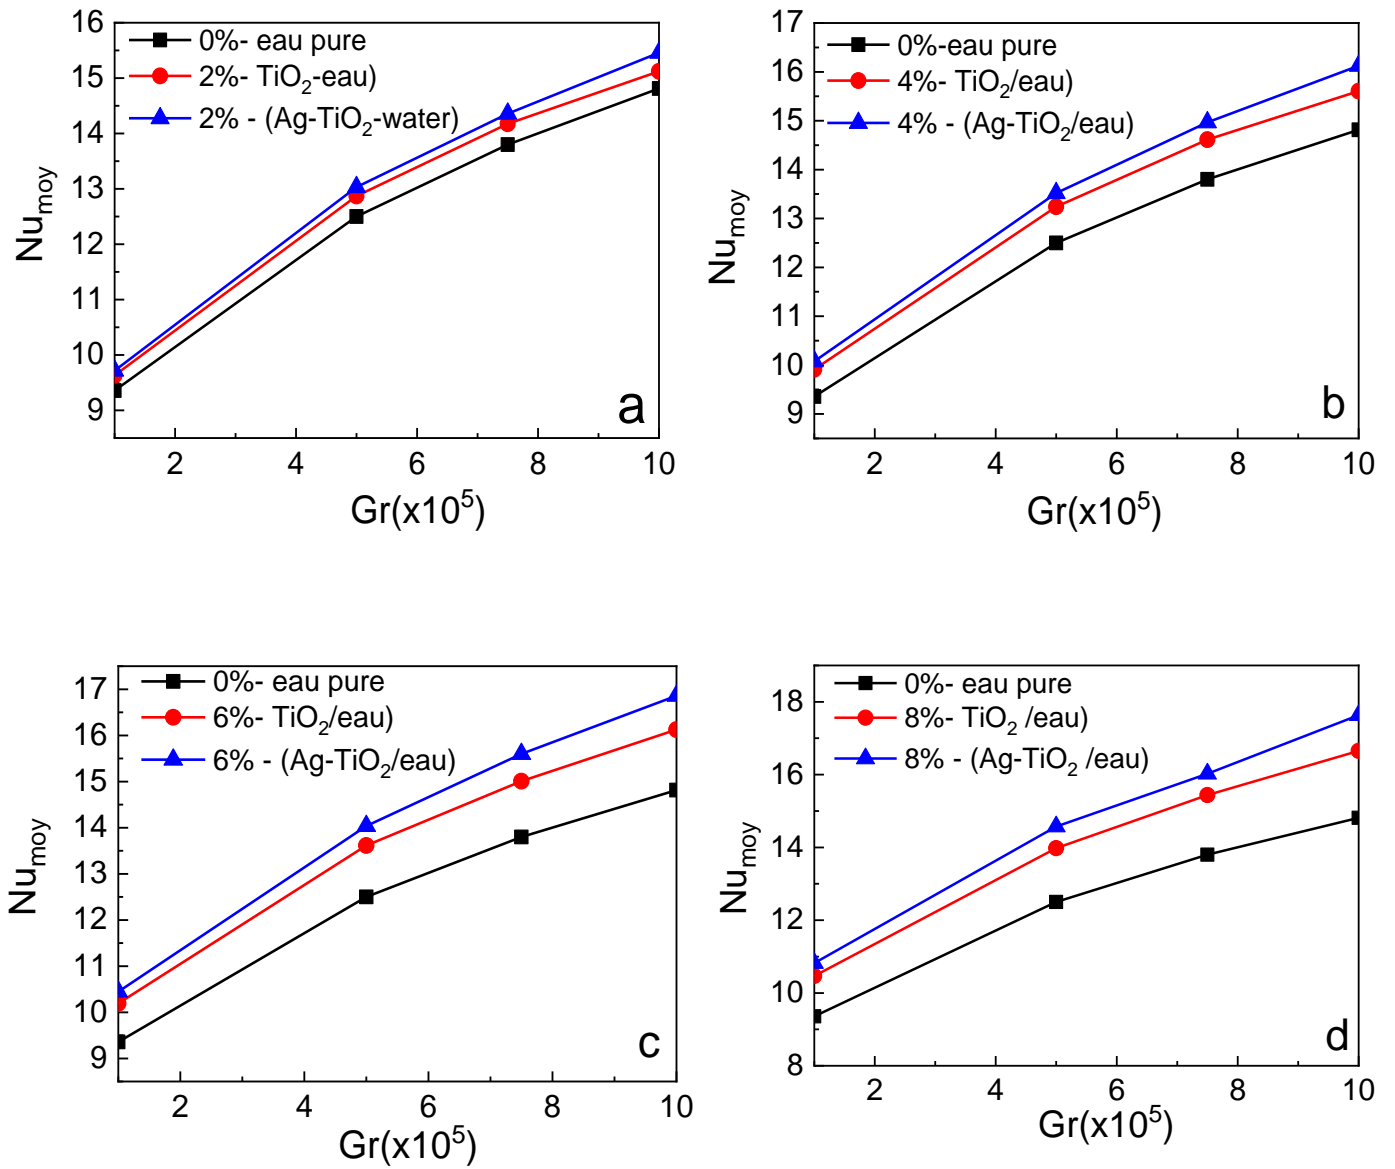 16
15
14
13
12
11
10
9
Nu_moy
0%- eau pure
2%- TiO₂-eau)
2% - (Ag-TiO₂-water)
a
2 4 6 8 10
Gr(x10⁵)
17
16
15
14
13
12
11
10
9
Nu_moy
0%-eau pure
4%- TiO₂/eau)
4% - (Ag-TiO₂/eau)
b
2 4 6 8 10
Gr(x10⁵)
17
16
15
14
13
12
11
10
9
Nu_moy
0%- eau pure
6%- TiO₂/eau)
6% - (Ag-TiO₂/eau)
c
2 4 6 8 10
Gr(x10⁵)
18
16
14
12
10
8
Nu_moy
0%- eau pure
8%- TiO₂ /eau)
8% - (Ag-TiO₂ /eau)
d
2 4 6 8 10
Gr(x10⁵)